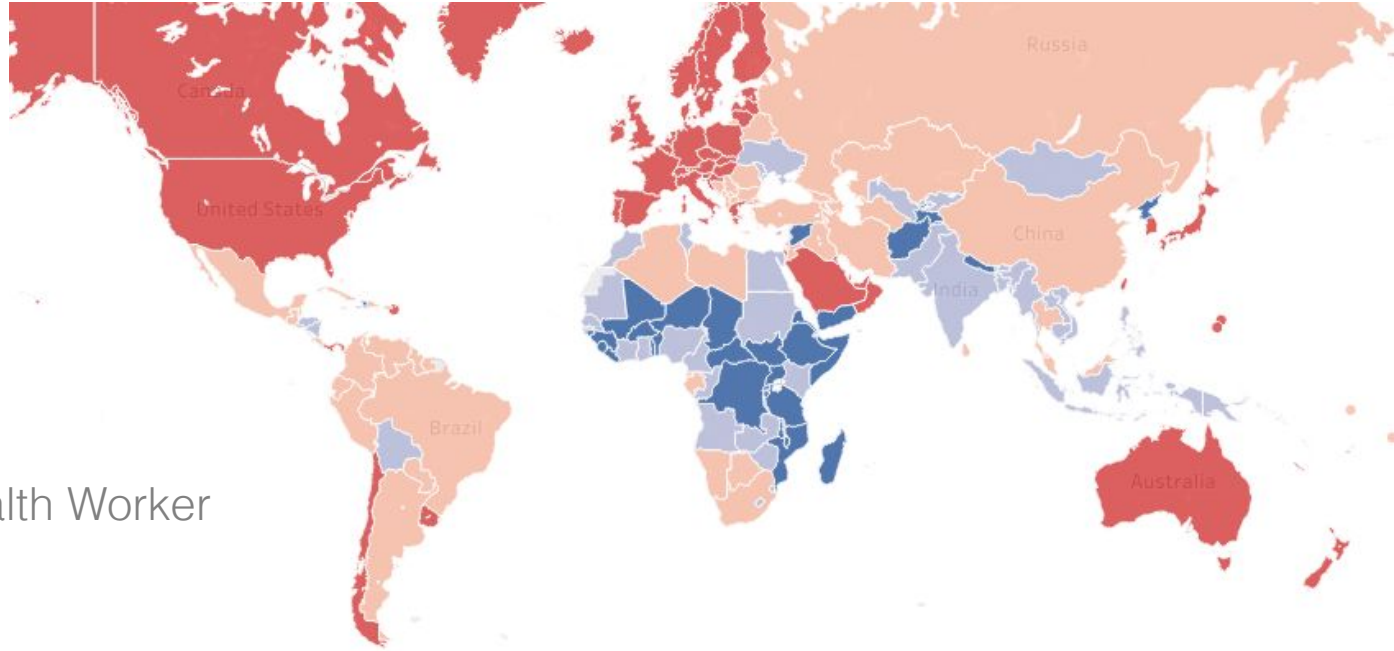 Russia
Canada
United States
China
India
Brazil
Australia
alth Worker